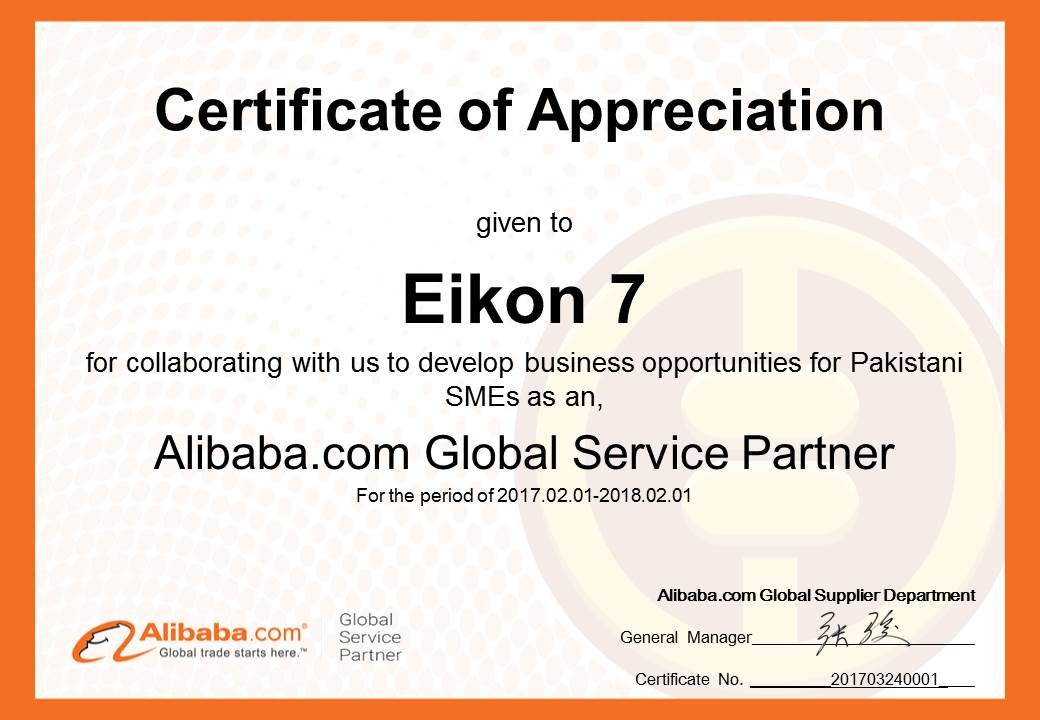 Certificate of Appreciation
given to
Eikon 7
for collaborating with us to develop business opportunities for Pakistani
SMEs as an,
Alibaba.com Global Service Partner
For the period of 2017.02.01-2018.02.01
Alibaba.com Global Supplier Department
General Manager 张骏
Certificate No. 201703240001
Alibaba.com®
Global trade starts here.™
Global
Service
Partner